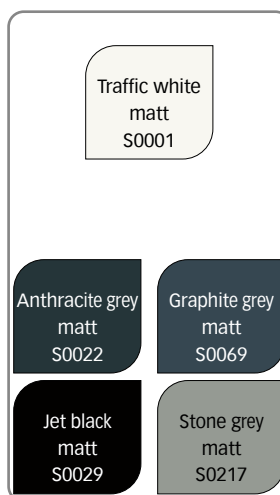 Traffic white
matt
S0001
Anthracite grey
matt
S0022
Graphite grey
matt
S0069
Jet black
matt
S0029
Stone grey
matt
S0217